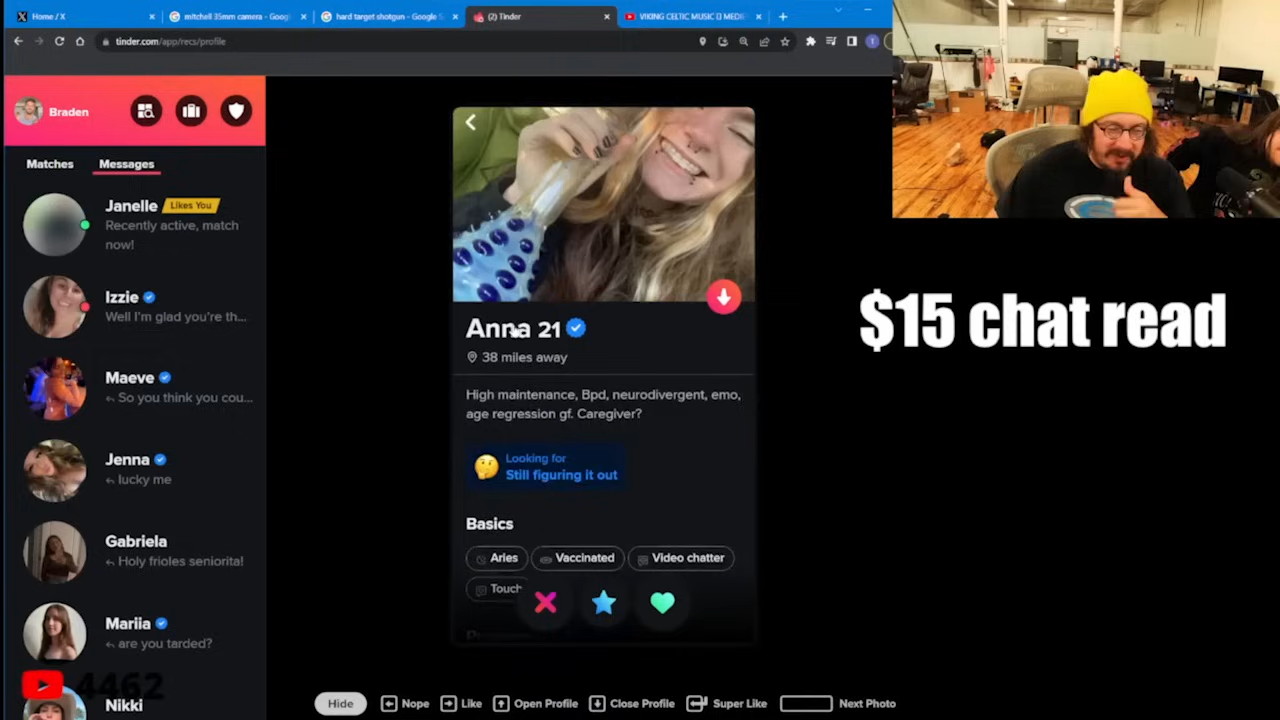 Home / X
mitchell 35mm camera - Goog
hard target shotgun - Google S
(2) Tinder
VIKING CELTIC MUSIC
tinder.com/app/recs/profile
Braden
Matches
Messages
Janelle
Likes You
Recently active, match
now!
Izzie
Well I'm glad you're th...
Maeve
So you think you cou...
Jenna
lucky me
Gabriela
Holy frioles seniorita!
Mariia
are you tarded?
4462
Nikki
Anna 21
38 miles away
High maintenance, Bpd, neurodivergent, emo,
age regression gf. Caregiver?
Looking for
Still figuring it out
Basics
Aries
Vaccinated
Video chatter
Touch
Hide
Nope
Like
Open Profile
Close Profile
Super Like
Next Photo
$15 chat read